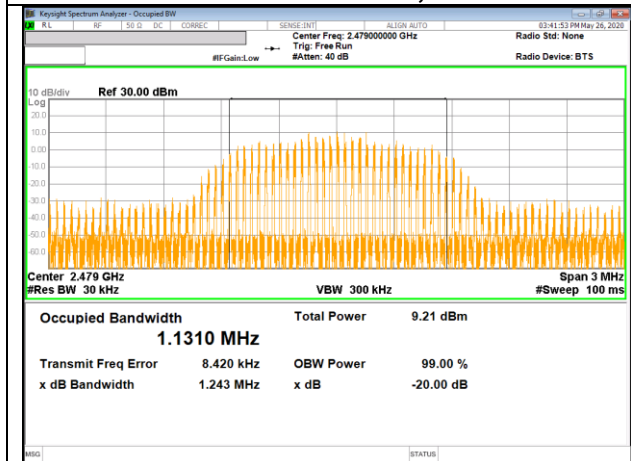 Keysight Spectrum Analyzer - Occupied BW
RL RF 50 Ω DC CORREC SENSE:INT ALIGN AUTO 03:41:53 PM May 26, 2020
Center Freq: 2.479000000 GHz Radio Std: None
Trig: Free Run
#IFGain:Low #Atten: 40 dB Radio Device: BTS
10 dB/div Ref 30.00 dBm
Log
20.0
10.0
0.00
-10.0
-20.0
-30.0
-40.0
-50.0
-60.0
Center 2.479 GHz Span 3 MHz
#Res BW 30 kHz VBW 300 kHz #Sweep 100 ms
Occupied Bandwidth Total Power 9.21 dBm
1.1310 MHz
Transmit Freq Error 8.420 kHz OBW Power 99.00 %
x dB Bandwidth 1.243 MHz x dB -20.00 dB
MSG STATUS